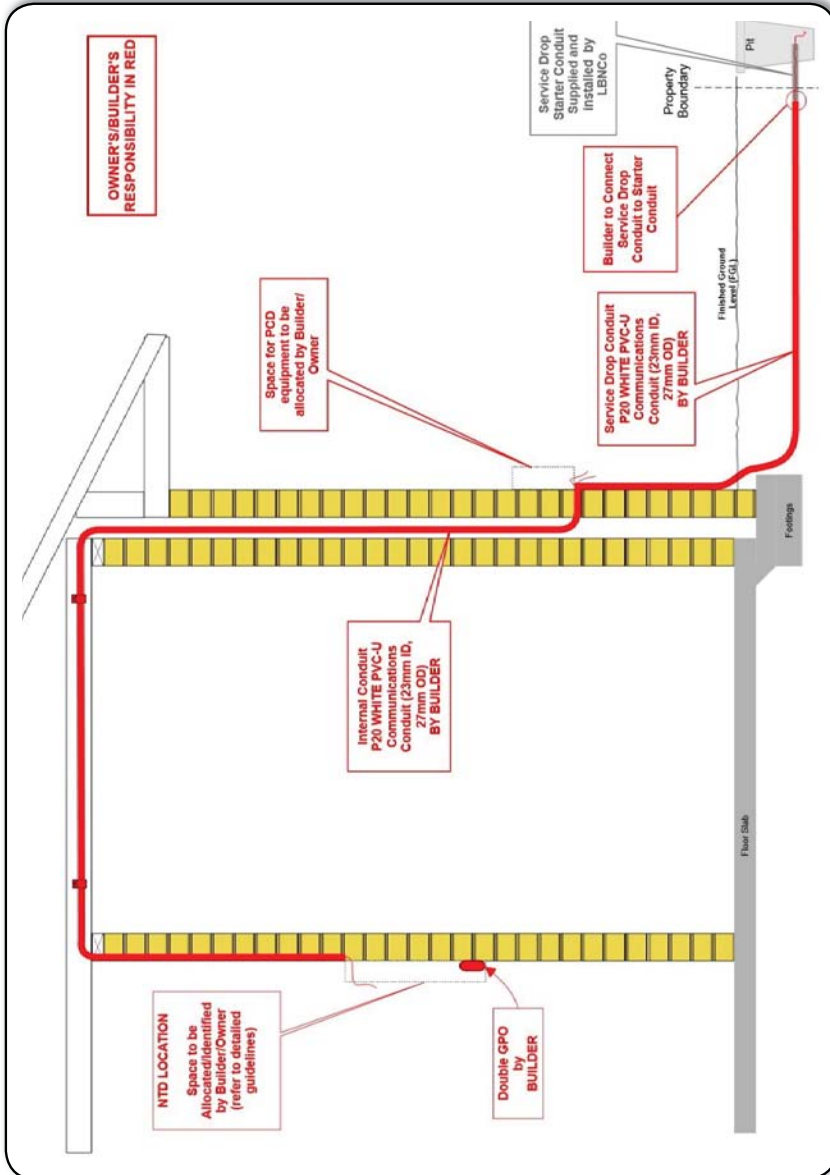 OWNER'S/BUILDER'S
RESPONSIBILITY IN RED
Service Drop
Starter Conduit
Supplied and
installed by
LBNCo
Pit
Property
Boundary
Builder to Connect
Service Drop
Conduit to Starter
Conduit
Space for PCD
equipment to be
allocated by Builder/
Owner
Finished Ground
Level (FGL)
Service Drop Conduit
P20 WHITE PVC-U
Communications
Conduit (23mm ID,
27mm OD)
BY BUILDER
Footings
Internal Conduit
P20 WHITE PVC-U
Communications
Conduit (23mm ID,
27mm OD)
BY BUILDER
Floor Slab
NTD LOCATION
Space to be
Allocated/Identified
by Builder/Owner
(refer to detailed
guidelines)
Double GPO
by
BUILDER